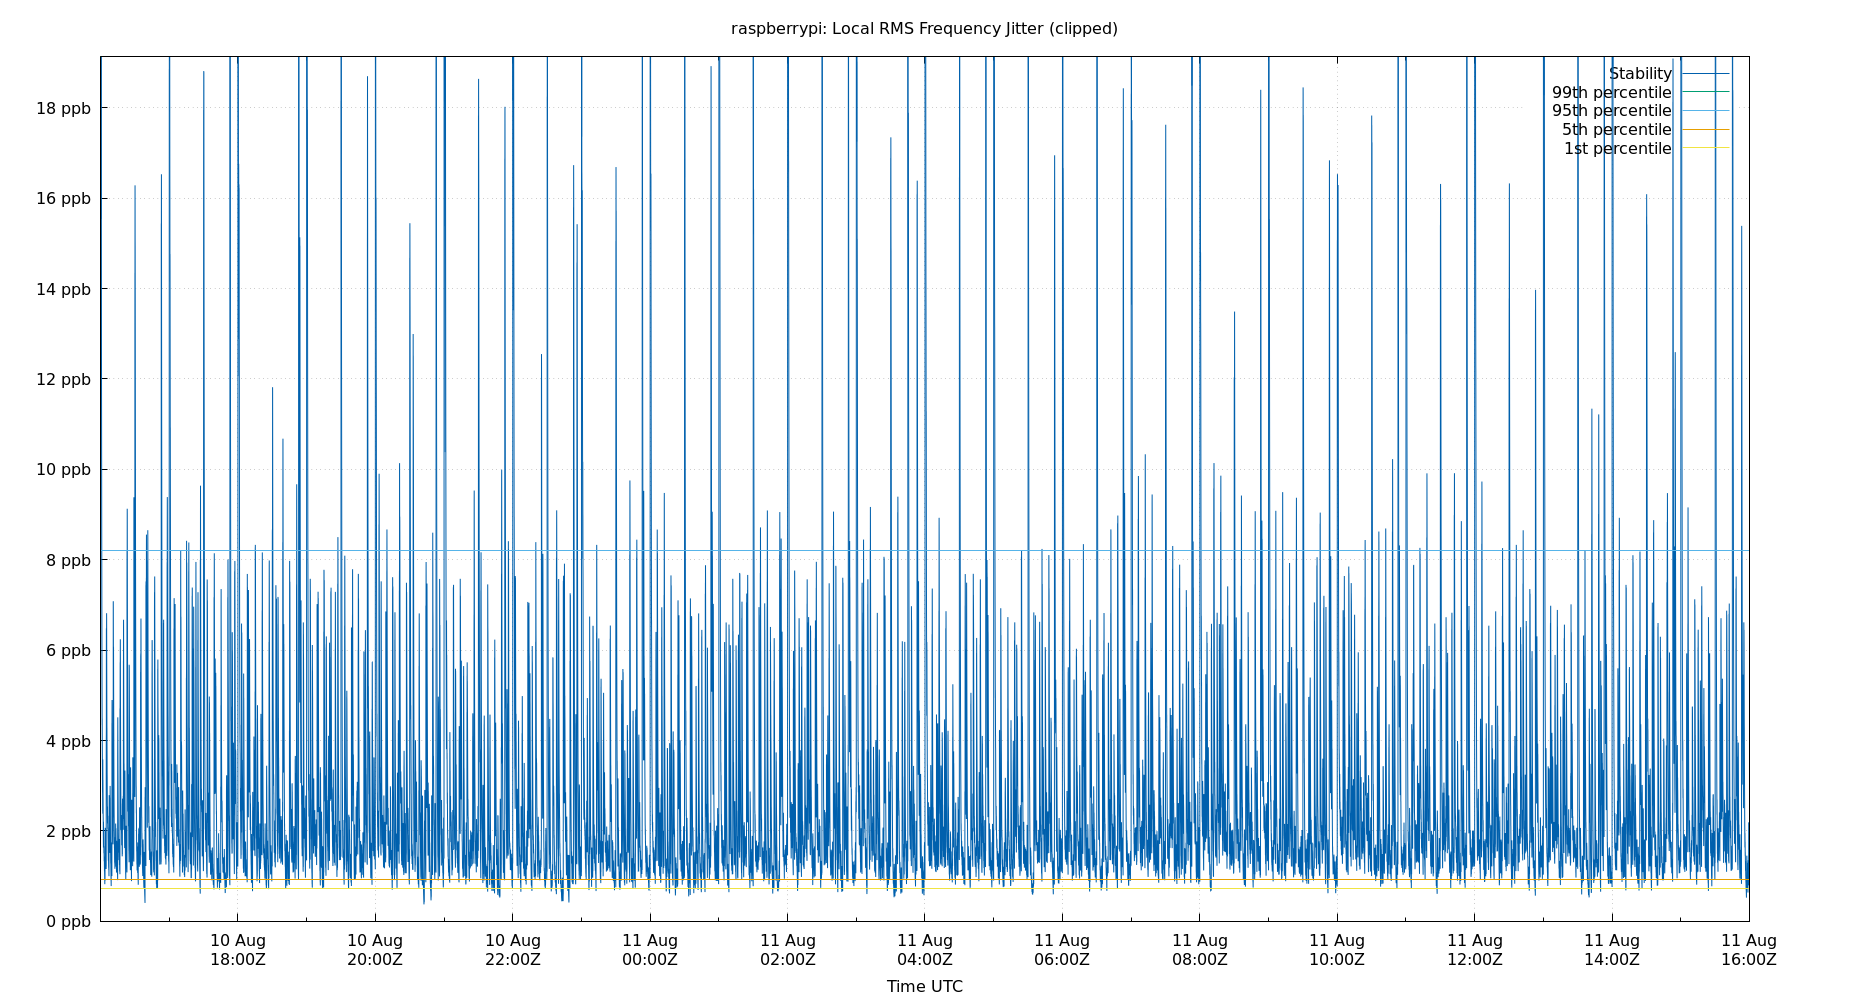 raspberrypi: Local RMS Frequency Jitter (clipped)
Stability
99th percentile
95th percentile
5th percentile
1st percentile
18 ppb
16 ppb
14 ppb
12 ppb
10 ppb
8 ppb
6 ppb
4 ppb
2 ppb
0 ppb
10 Aug
18:00Z
10 Aug
20:00Z
10 Aug
22:00Z
11 Aug
00:00Z
11 Aug
02:00Z
11 Aug
04:00Z
11 Aug
06:00Z
11 Aug
08:00Z
11 Aug
10:00Z
11 Aug
12:00Z
11 Aug
14:00Z
11 Aug
16:00Z
Time UTC